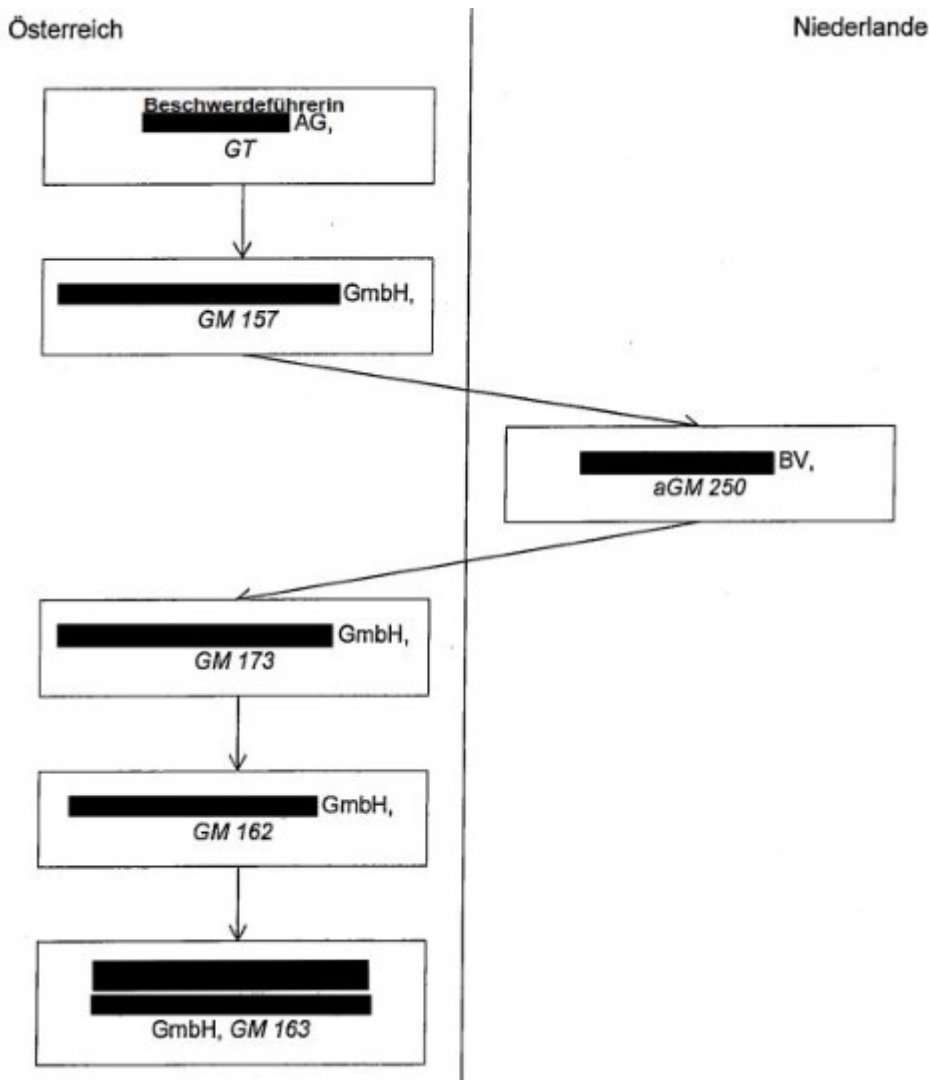 Österreich
Niederlande
Beschwerdeführerin
AG,
GT
GmbH,
GM 157
BV,
aGM 250
GmbH,
GM 173
GmbH,
GM 162
GmbH, GM 163